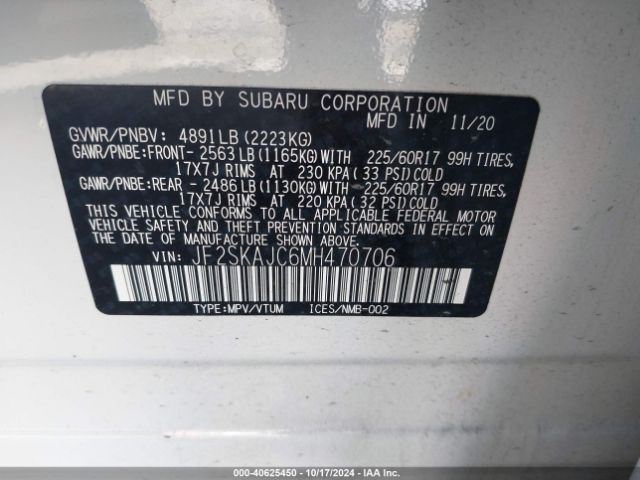 MFD BY SUBARU CORPORATION
MFD IN 11/20
GVWR/PNBV: 4891LB (2223KG)
GAWR/PNBE:FRONT- 2563LB(1165KG)WITH 225/60R17 99H TIRES,
17X7J RIMS AT 230 KPA(33 PSI)COLD
GAWR/PNBE:REAR - 2486LB(1130KG)WITH 225/60R17 99H TIRES,
17X7J RIMS AT 220 KPA(32 PSI)COLD
THIS VEHICLE CONFORMS TO ALL APPLICABLE FEDERAL MOTOR
VEHICLE SAFETY AND THEFT PREVENTION STANDARDS IN EFFECT ON
THE DATE OF MANUFACTURE SHOWN ABOVE.
VIN: JF2SKAJC6MH470706
TYPE:MPV/VTUM ICES/NMB-002
000-40625450 - 10/17/2024 - IAA Inc.